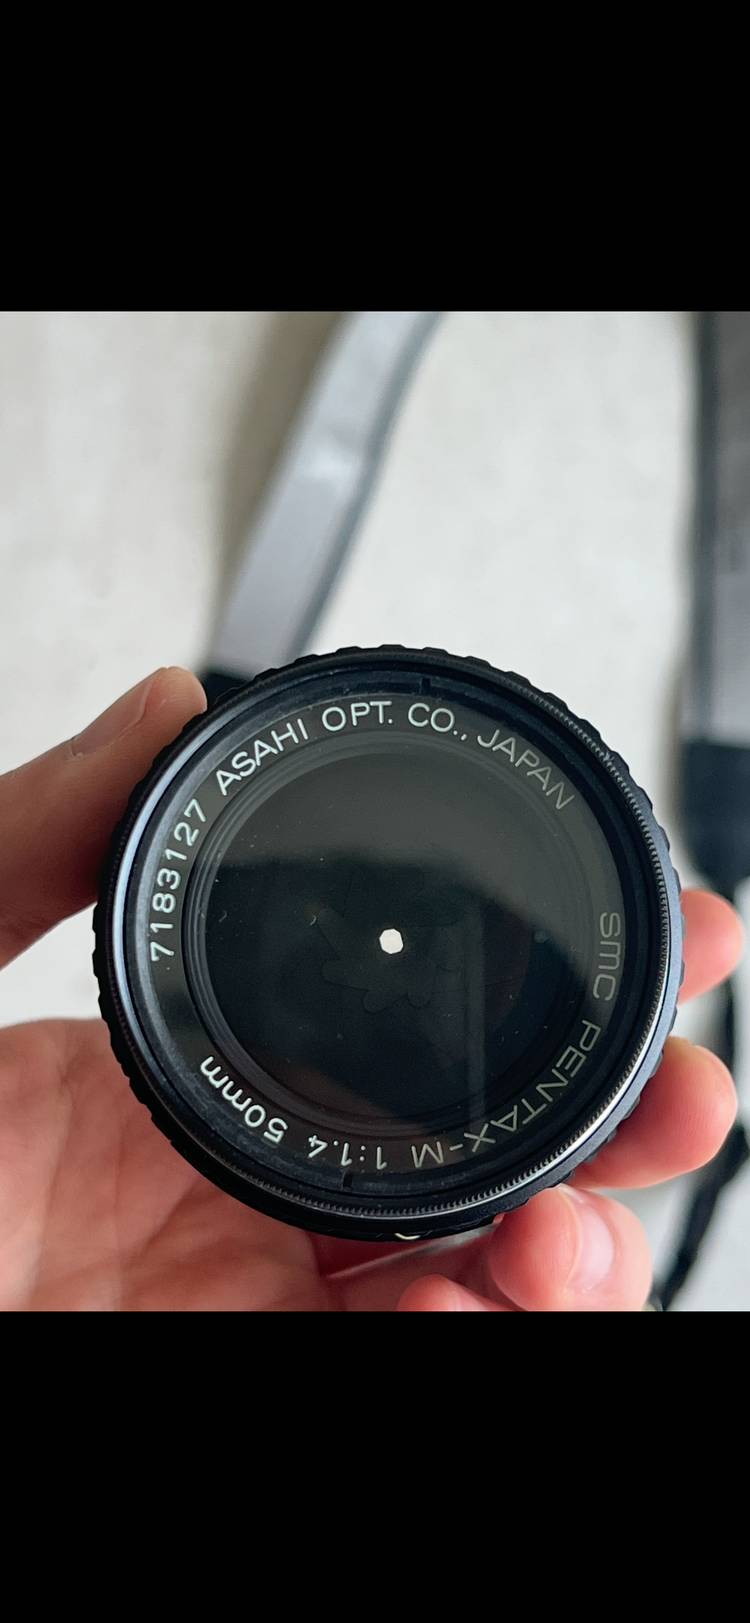 SMC PENTAX-M 1:1.4 50mm
7183127 ASAHI OPT. CO., JAPAN